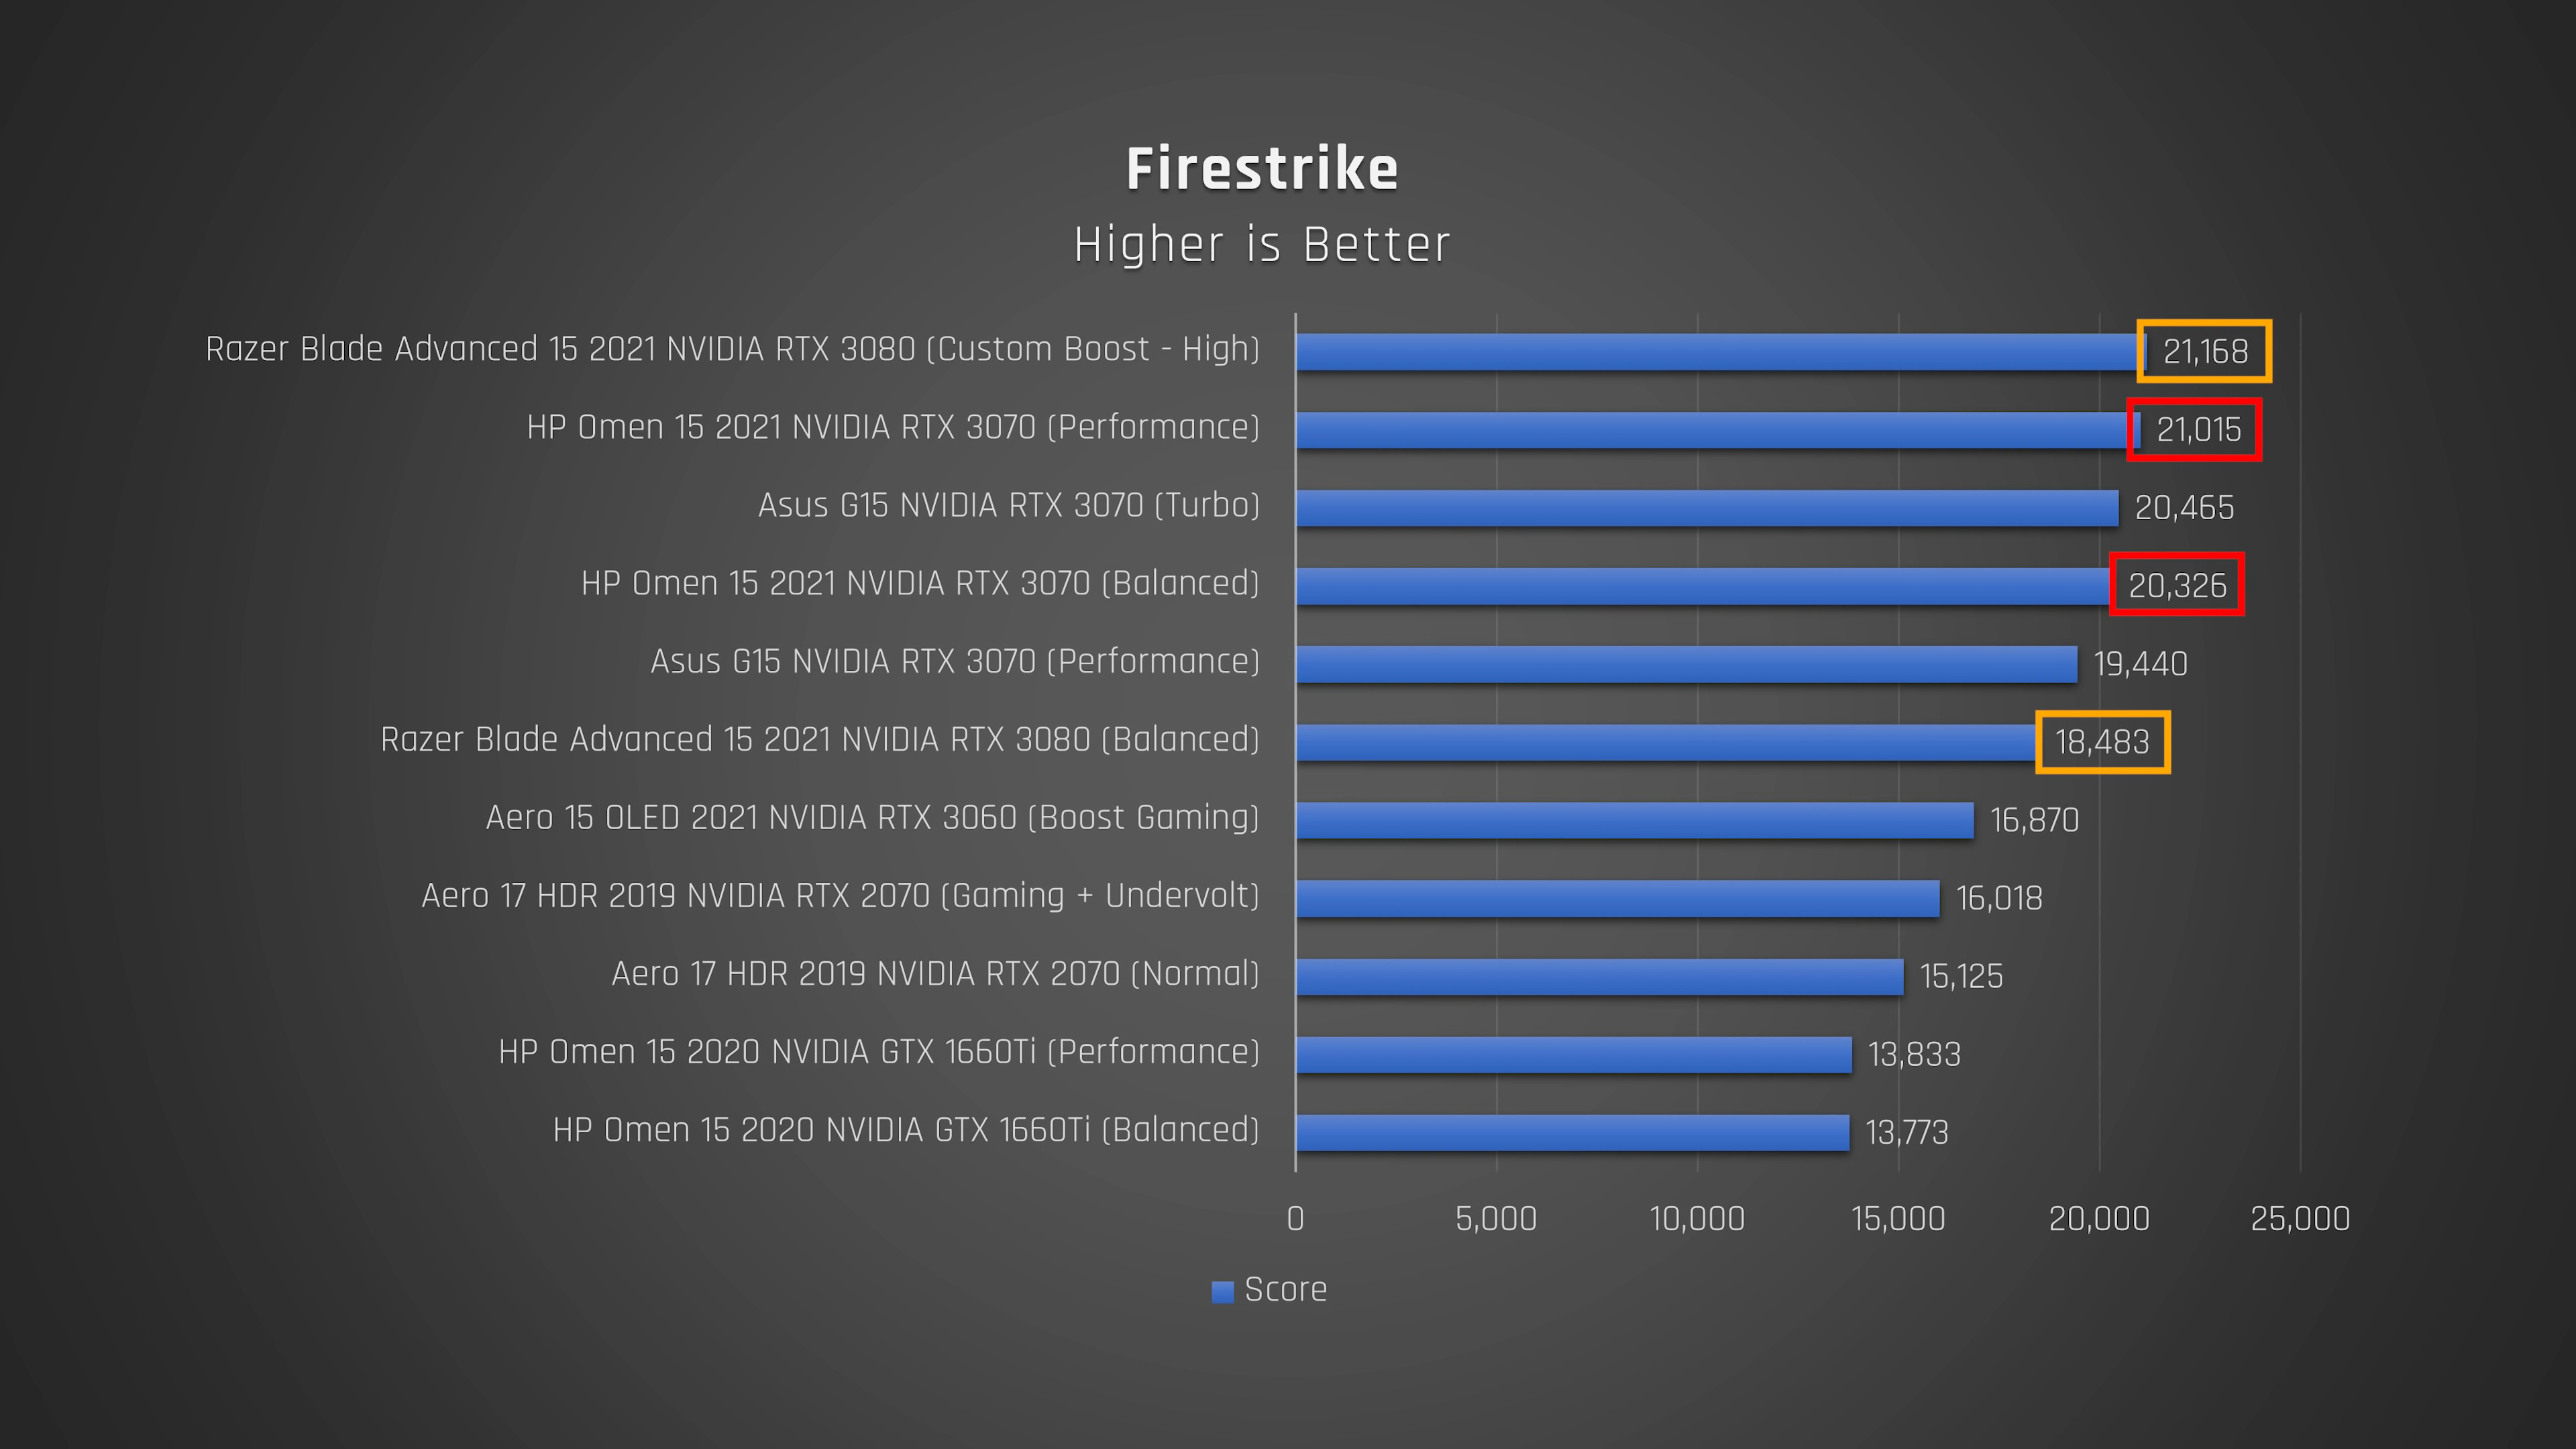 Firestrike
Higher is Better
Razer Blade Advanced 15 2021 NVIDIA RTX 3080 (Custom Boost - High) 21,168
HP Omen 15 2021 NVIDIA RTX 3070 (Performance) 21,015
Asus G15 NVIDIA RTX 3070 (Turbo) 20,465
HP Omen 15 2021 NVIDIA RTX 3070 (Balanced) 20,326
Asus G15 NVIDIA RTX 3070 (Performance) 19,440
Razer Blade Advanced 15 2021 NVIDIA RTX 3080 (Balanced) 18,483
Aero 15 OLED 2021 NVIDIA RTX 3060 (Boost Gaming) 16,870
Aero 17 HDR 2019 NVIDIA RTX 2070 (Gaming + Undervolt) 16,018
Aero 17 HDR 2019 NVIDIA RTX 2070 (Normal) 15,125
HP Omen 15 2020 NVIDIA GTX 1660Ti (Performance) 13,833
HP Omen 15 2020 NVIDIA GTX 1660Ti (Balanced) 13,773
0 5,000 10,000 15,000 20,000 25,000
Score